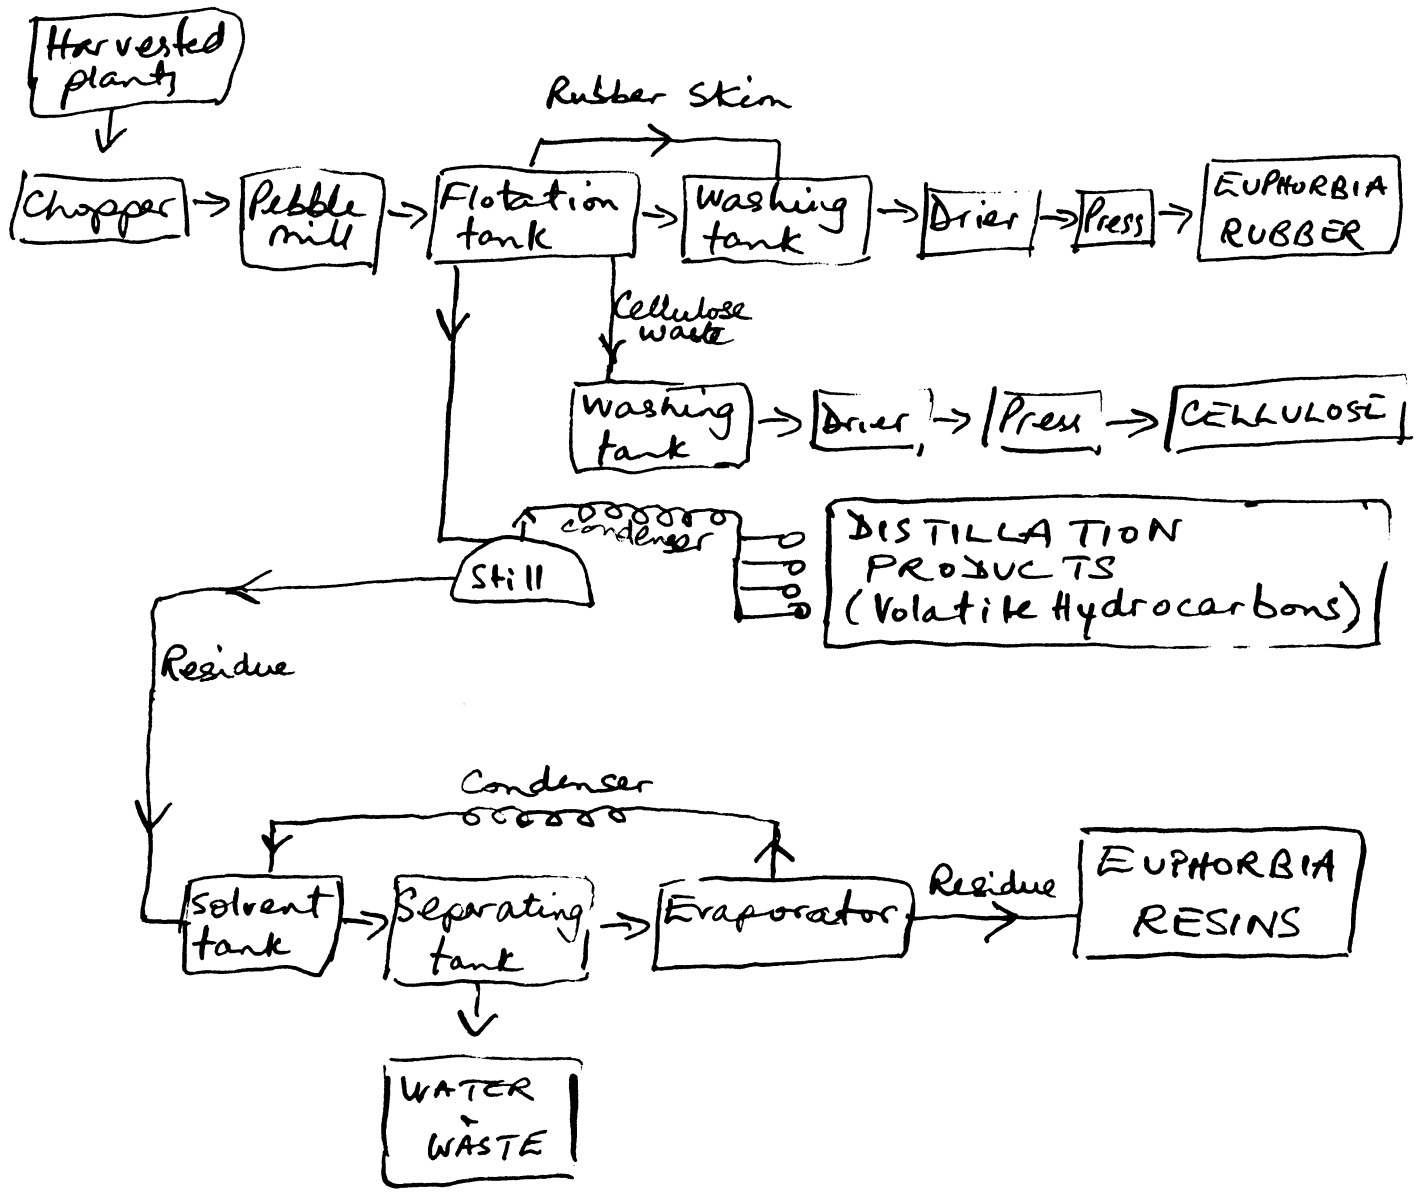 Harvested
plants
Rubber Skim
Chopper
Pebble
mill
Flotation
tank
Washing
tank
Drier
Press
EUPHORBIA
RUBBER
Cellulose
waste
Washing
tank
Drier
Press
CELLULOSE
Condenser
Still
DISTILLATION
PRODUCTS
(Volatile Hydrocarbons)
Residue
Condenser
Solvent
tank
Separating
tank
Evaporator
Residue
EUPHORBIA
RESINS
WATER
+
WASTE